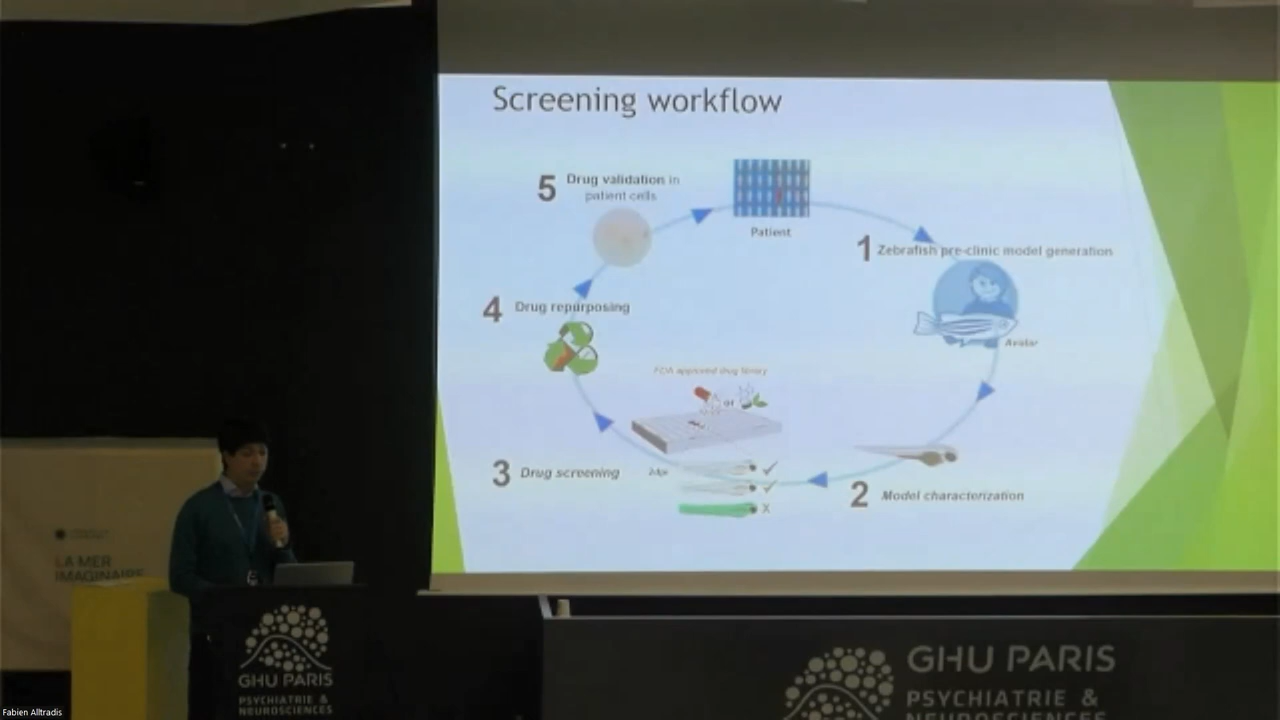 Screening workflow
5 Drug validation in
patient cells
Patient
1 Zebrafish pre-clinic model generation
4 Drug repurposing
Avatar
FDA approved drug library
or
3 Drug screening
2 Model characterization
LA MER
IMAGINAIRE
GHU PARIS
PSYCHIATRIE &
NEUROSCIENCES
GHU PARIS
PSYCHIATRIE &
NEUROSCIENCES
Fabien Alltradis